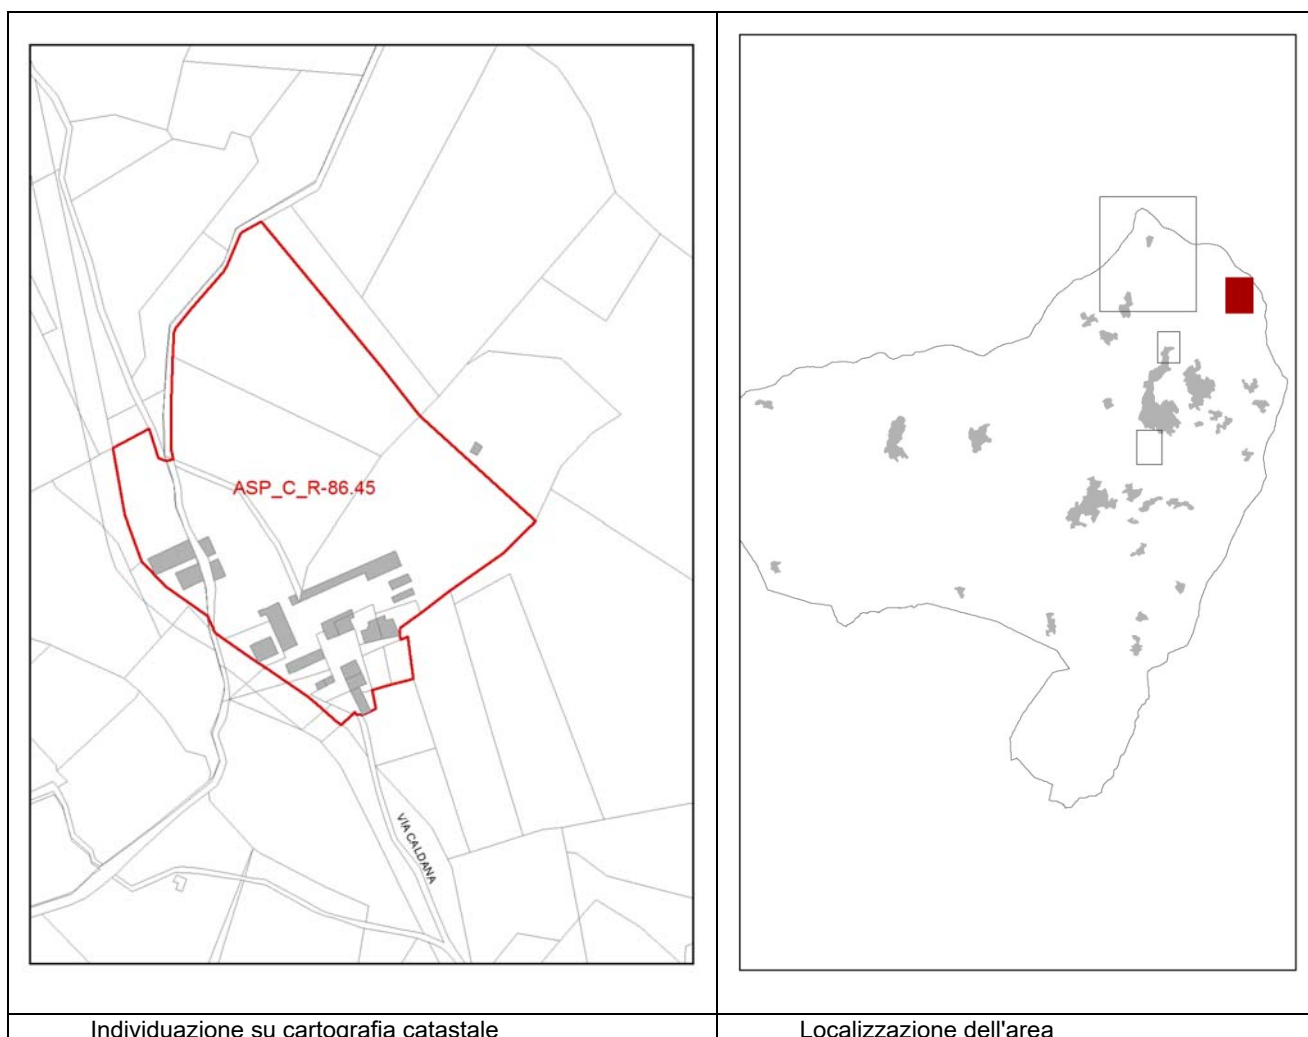 ASP_C_R-86.45
VIA CALDANA
Individuazione su cartografia catastale
Localizzazione dell'area